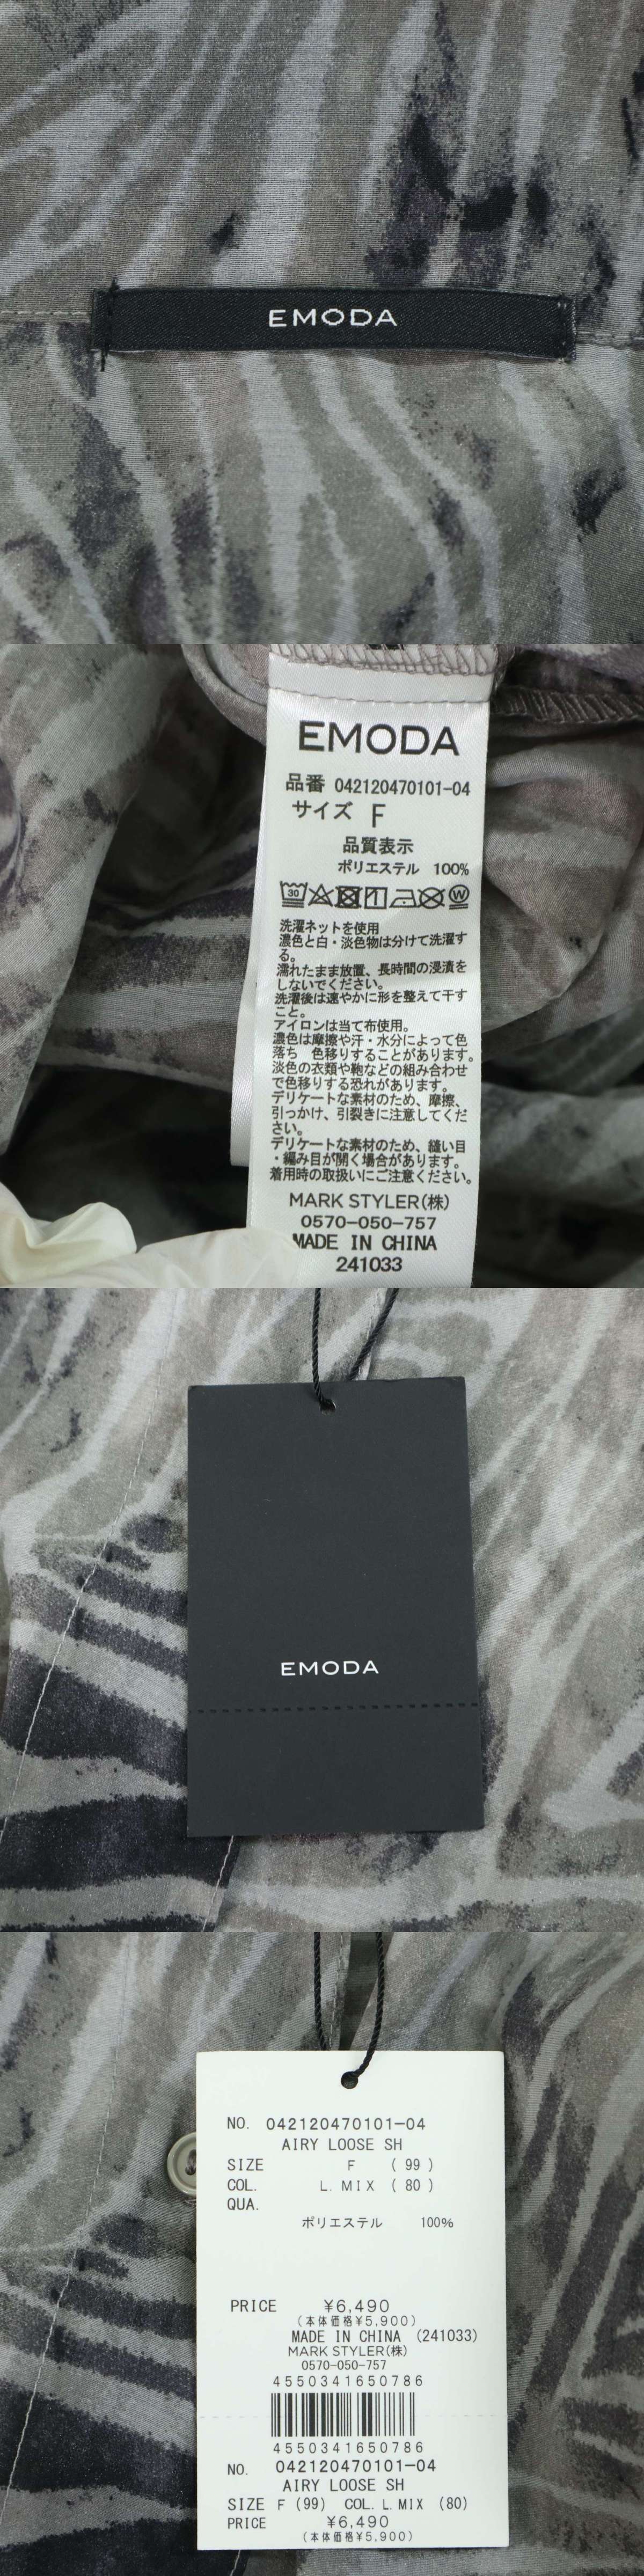 EMODA
EMODA
品番 042120470101-04
サイズ F
品質表示
ポリエステル 100%
30
W
洗濯ネットを使用
濃色と白・淡色物は分けて洗濯す
る。
濡れたまま放置、長時間の浸漬を
しないでください。
洗濯後は速やかに形を整えて干す
こと。
アイロンは当て布使用。
濃色は摩擦や汗・水分によって色
落ち 色移りすることがあります。
淡色の衣類や鞄などの組み合わせ
で色移りする恐れがあります。
デリケートな素材のため、摩擦、
引っかけ、引裂きに注意してくだ
さい。
デリケートな素材のため、縫い目
・編み目が開く場合があります。
着用時の取扱いにご注意ください。
MARK STYLER(株)
0570-050-757
MADE IN CHINA
241033
EMODA
NO. 042120470101-04
AIRY LOOSE SH
SIZE F (99)
COL. L.MIX (80)
QUA.
ポリエステル 100%
PRICE ¥6,490
(本体価格¥5,900)
MADE IN CHINA (241033)
MARK STYLER(株)
0570-050-757
4550341650786
4550341650786
NO. 042120470101-04
AIRY LOOSE SH
SIZE F (99) COL. L.MIX (80)
PRICE ¥6,490
(本体価格¥5,900)